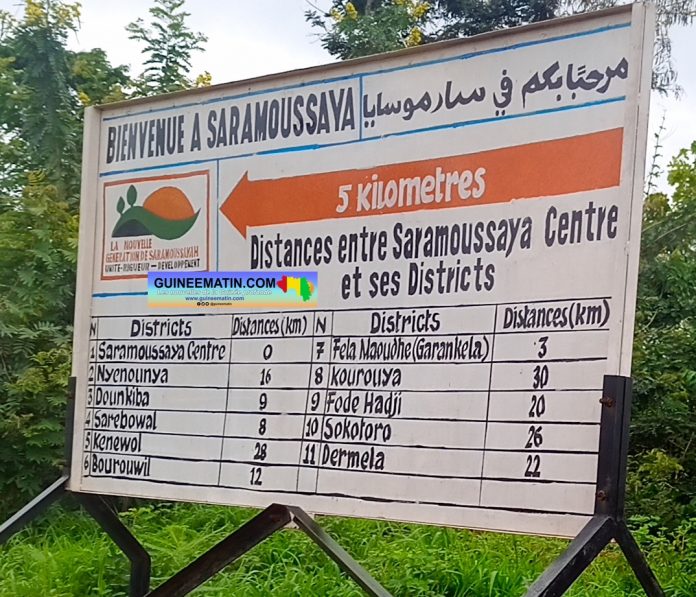 BIENVENUE A SARAMOUSSAYA مرحبًا بكم في سارموسايا
5 KilometRes
Distances entre Saramoussaya Centre
et ses Districts
LA NOUVELLE
GENERATION DE SARAMOUSSAYAH
UNITE-RIGUEUR-DEVELOPPEMENT
GUINEEMATIN.COM
www.guineematin.com
N Districts Distances(km) N Districts Distances(km)
1 Saramoussaya Centre 0 7 Fela Maoudhe (Garankela) 3
2 Nyenounya 16 8 Kourouya 30
3 Dounkiba 9 9 Fode Hadji 20
4 Sarebowal 8 10 Sokotoro 26
5 Kenewol 28 11 Dermela 22
6 Bourouwil 12